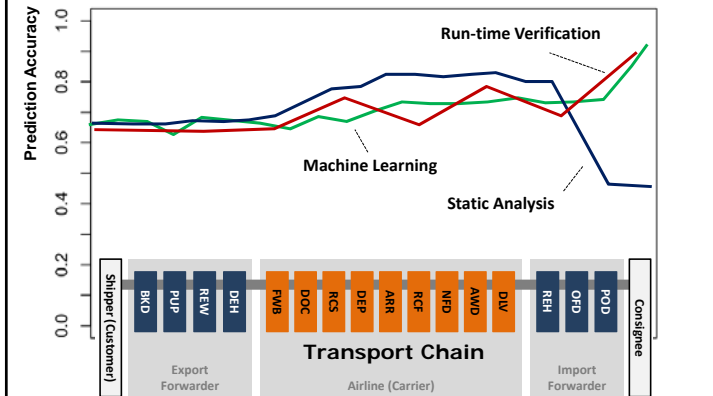 Prediction Accuracy
1.0
0.8
0.6
0.4
0.2
0.0
Run-time Verification
Machine Learning
Static Analysis
Shipper (Customer)
BKD
PUP
REW
DEH
FWB
DOC
RCS
DEP
ARR
RCF
NFD
AWD
DLV
REH
OFD
POD
Consignee
Transport Chain
Export
Forwarder
Airline (Carrier)
Import
Forwarder